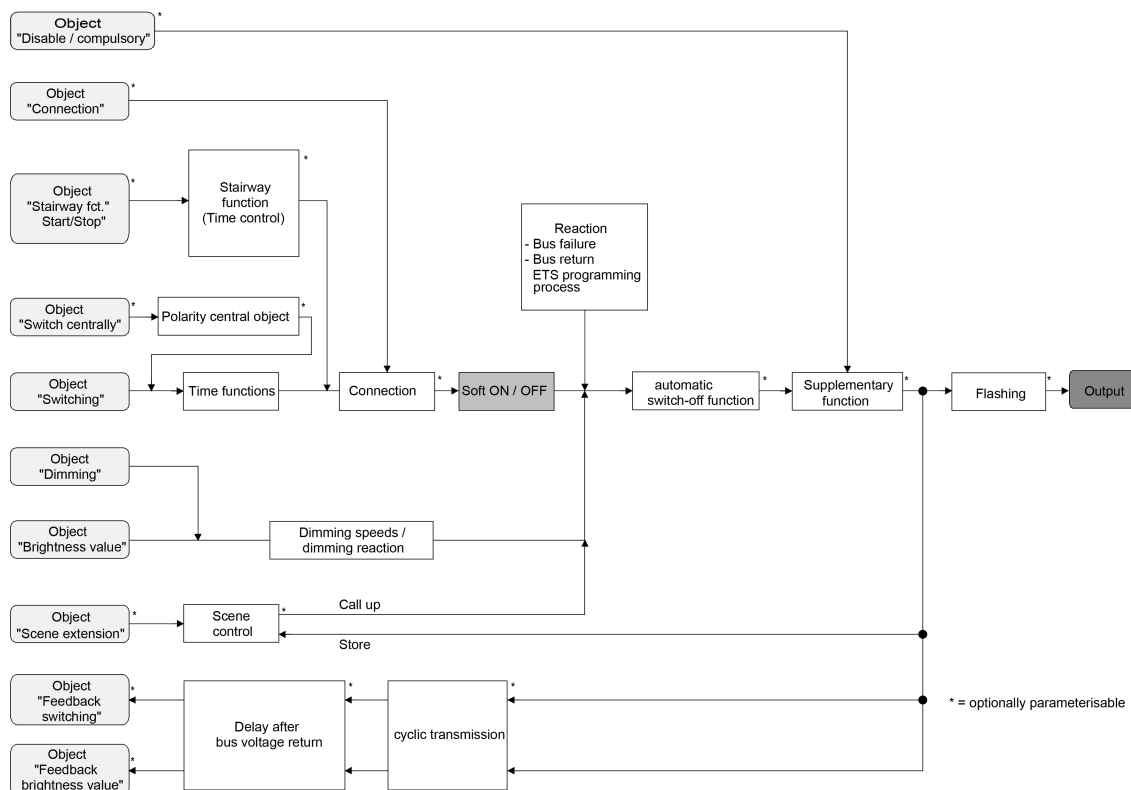 Object
"Disable / compulsory"
*
Object
"Connection"
*
Object
"Stairway fct."
Start/Stop"
*
Stairway
function
(Time control)
*
Reaction
- Bus failure
- Bus return
ETS programming
process
Object
"Switch centrally"
*
Polarity central object
*
Object
"Switching"
Time functions
Connection
*
Soft ON / OFF
automatic
switch-off function
*
Supplementary
function
*
Flashing
*
Output
Object
"Dimming"
Object
"Brightness value"
Dimming speeds /
dimming reaction
Object
"Scene extension"
*
Scene
control
*
Call up
Store
Object
"Feedback
switching"
*
Delay after
bus voltage return
*
cyclic transmission
*
* = optionally parameterisable
Object
"Feedback
brightness value"
*